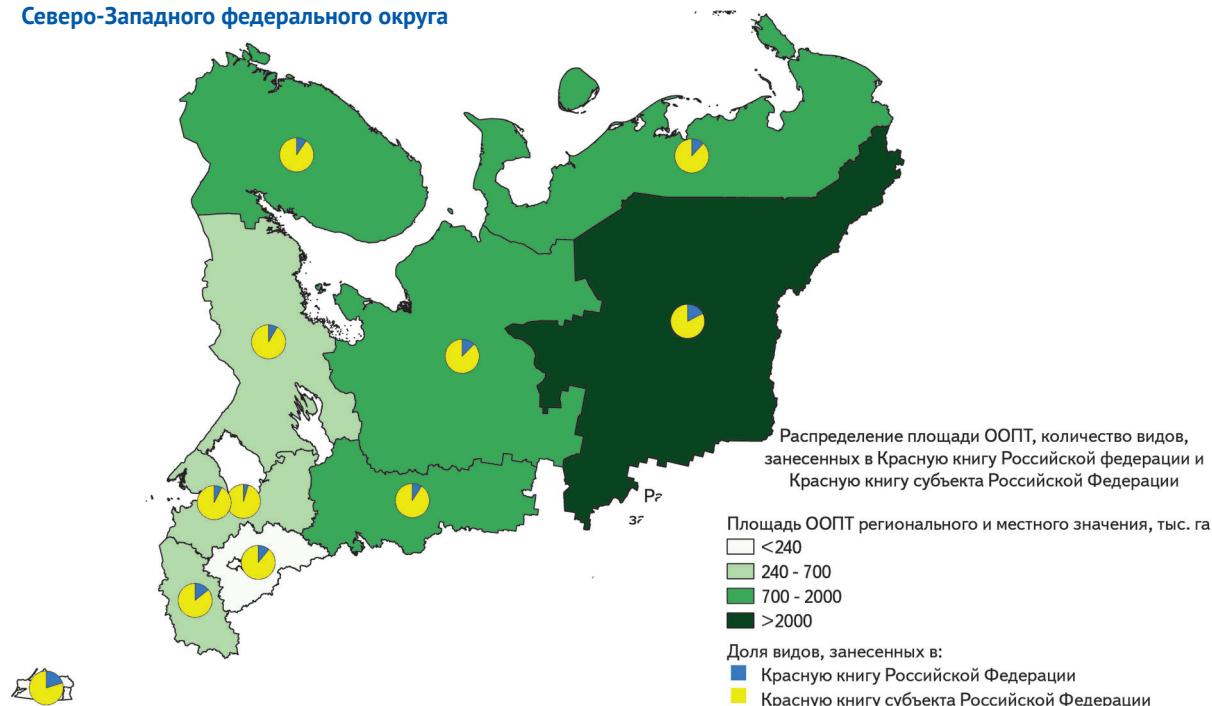 Северо-Западного федерального округа
Распределение площади ООПТ, количество видов,
занесенных в Красную книгу Российской федерации и
Красную книгу субъекта Российской Федерации
Площадь ООПТ регионального и местного значения, тыс. га
<240
240 - 700
700 - 2000
>2000
Доля видов, занесенных в:
Красную книгу Российской Федерации
Красную книгу субъекта Российской Федерации